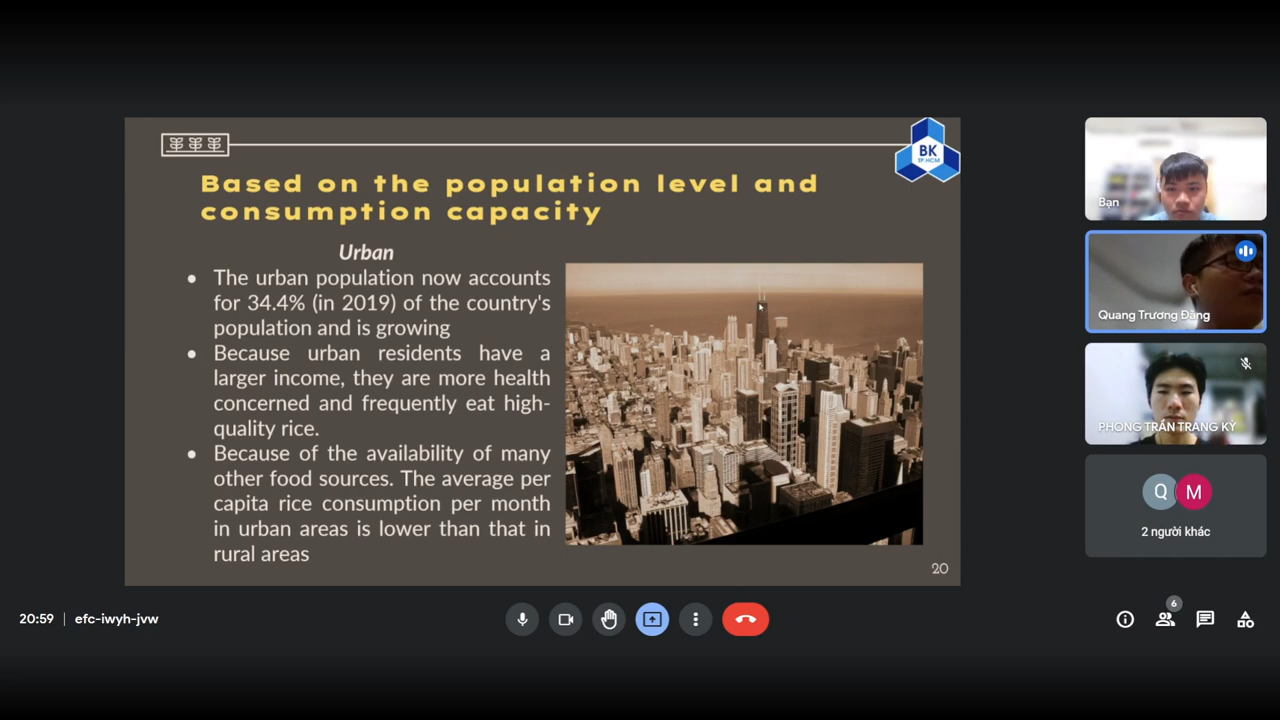 BK
TP.HCM
Based on the population level and
consumption capacity
Urban
• The urban population now accounts
for 34.4% (in 2019) of the country's
population and is growing
• Because urban residents have a
larger income, they are more health
concerned and frequently eat high-
quality rice.
• Because of the availability of many
other food sources. The average per
capita rice consumption per month
in urban areas is lower than that in
rural areas
20
Bạn
Quang Trương Đăng
PHONG TRẦN TRANG KỶ
Q M
2 người khác
20:59 | efc-iwyh-jvw
6